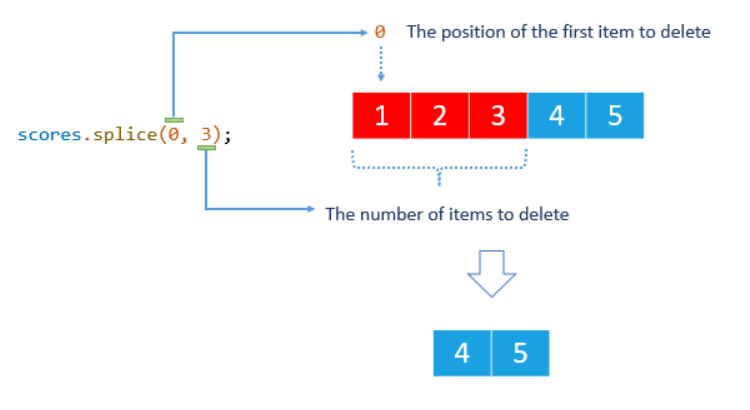 0 The position of the first item to delete
1 2 3 4 5
scores.splice(0, 3);
The number of items to delete
4 5